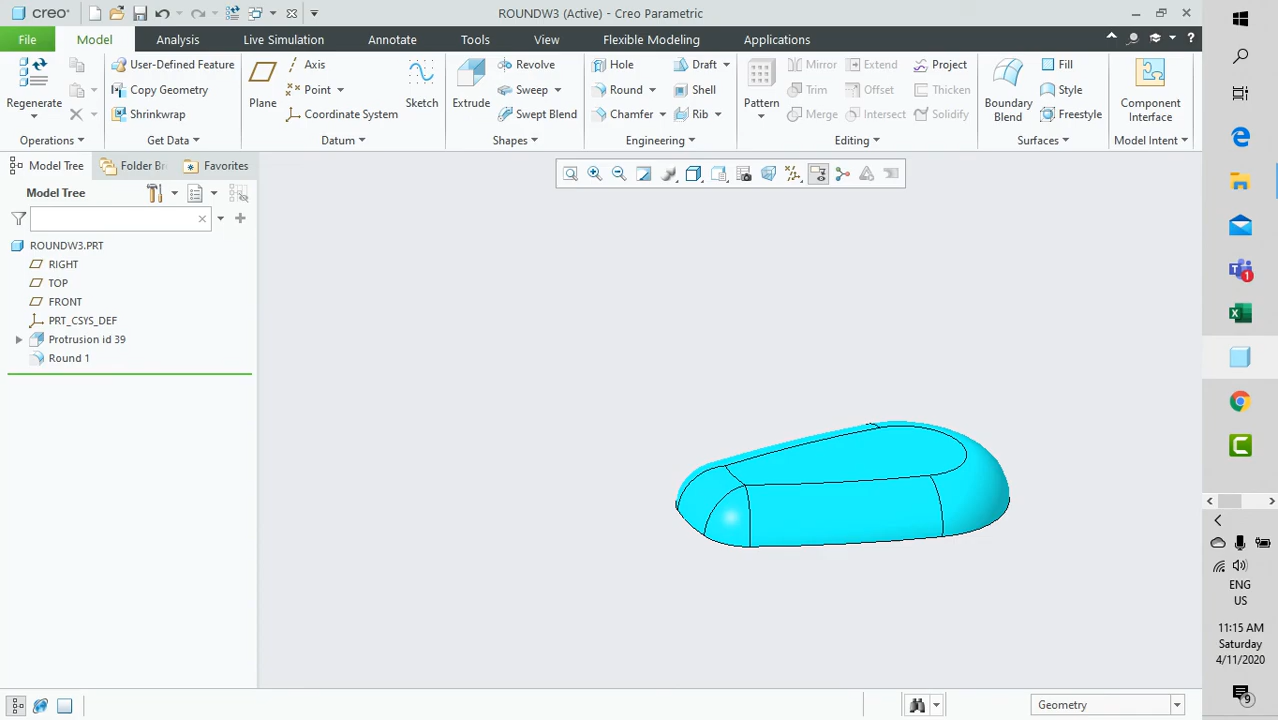 creo
ROUNDW3 (Active) - Creo Parametric
File
Model
Analysis
Live Simulation
Annotate
Tools
View
Flexible Modeling
Applications
Regenerate
Operations
User-Defined Feature
Copy Geometry
Shrinkwrap
Get Data
Plane
Axis
Point
Coordinate System
Sketch
Datum
Extrude
Revolve
Sweep
Swept Blend
Shapes
Hole
Round
Chamfer
Draft
Shell
Rib
Engineering
Pattern
Mirror
Trim
Merge
Extend
Offset
Intersect
Project
Thicken
Solidify
Editing
Boundary
Blend
Fill
Style
Freestyle
Surfaces
Component
Interface
Model Intent
Model Tree
Folder Br
Favorites
Model Tree
ROUNDW3.PRT
RIGHT
TOP
FRONT
PRT_CSYS_DEF
Protrusion id 39
Round 1
Geometry
1
ENG
US
11:15 AM
Saturday
4/11/2020
9